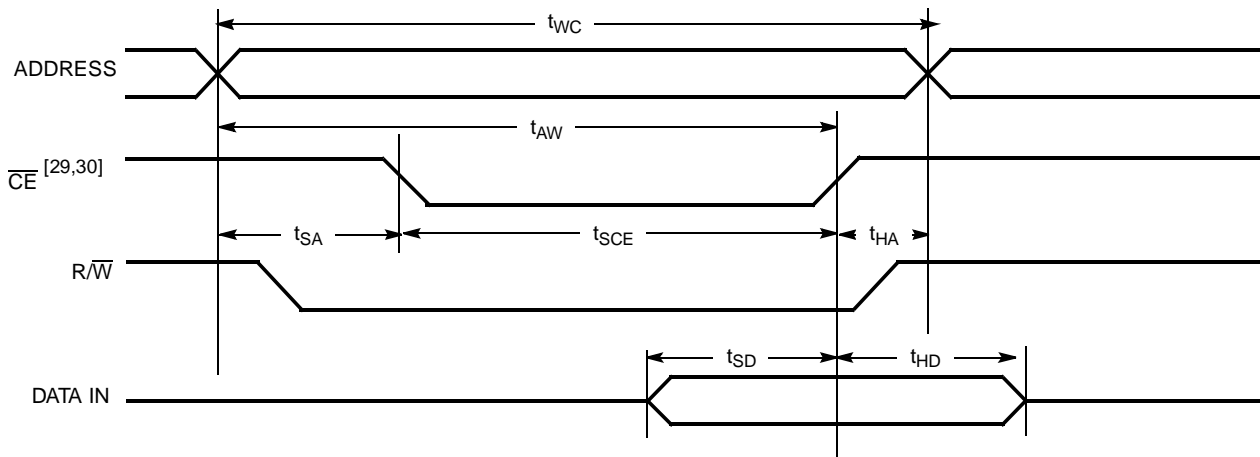 tWC
ADDRESS
tAW
CE [29,30]
tSA
tSCE
tHA
R/W
tSD
tHD
DATA IN